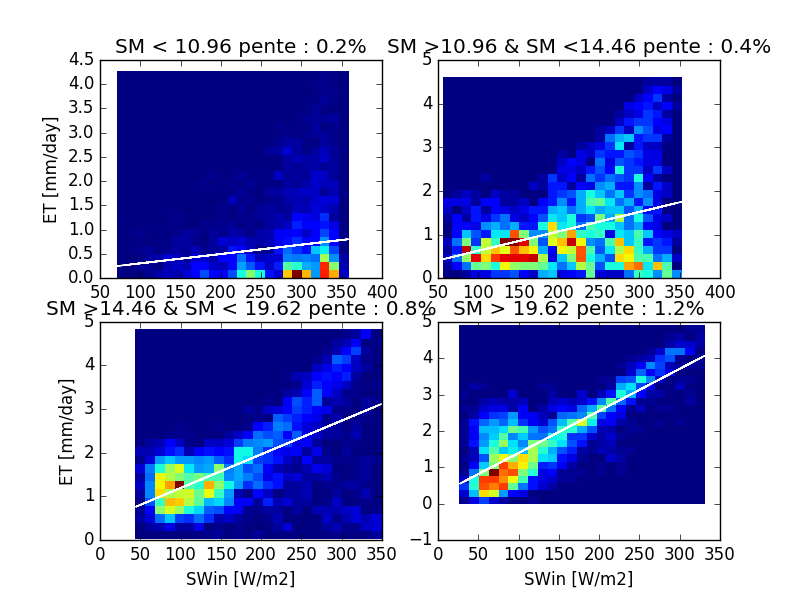 SM < 10.96 pente : 0.2%
SM >10.96 & SM <14.46 pente : 0.4%
4.5
4.0
3.5
3.0
2.5
2.0
1.5
1.0
0.5
0.0
ET [mm/day]
50 100 150 200 250 300 350 400
5
4
3
2
1
0
50 100 150 200 250 300 350 400
SM >14.46 & SM < 19.62 pente : 0.8%
SM > 19.62 pente : 1.2%
5
4
3
2
1
0
ET [mm/day]
0 50 100 150 200 250 300 350
SWin [W/m2]
5
4
3
2
1
0
−1
0 50 100 150 200 250 300 350
SWin [W/m2]